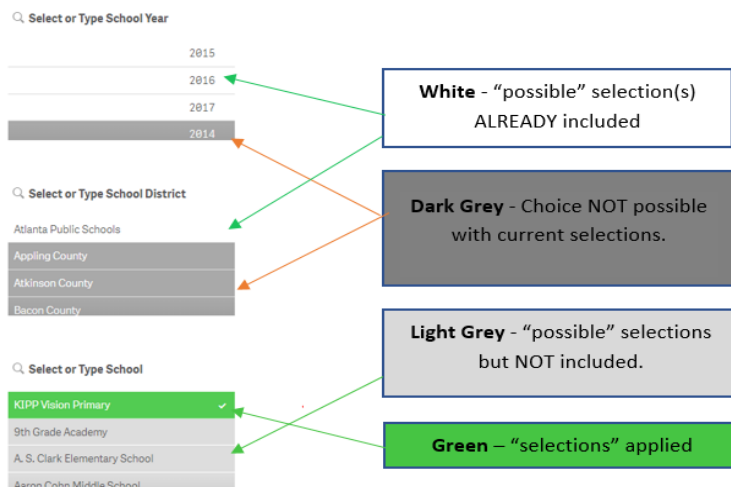 Select or Type School Year
2015
2016
2017
2014
Select or Type School District
Atlanta Public Schools
Appling County
Atkinson County
Bacon County
Select or Type School
KIPP Vision Primary
9th Grade Academy
A. S. Clark Elementary School
Aaron Cohn Middle School
White - “possible” selection(s)
ALREADY included
Dark Grey - Choice NOT possible
with current selections.
Light Grey - “possible” selections
but NOT included.
Green – “selections” applied